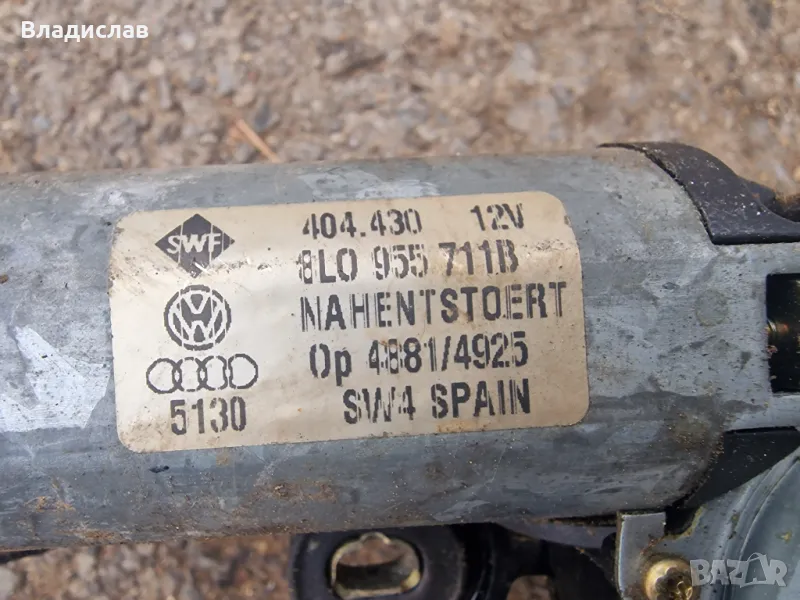 Владислав
404.430 12V
SWF
8L0 955 711B
NAHENTSTOERT
Op 4881/4925
5130
SW4 SPAIN
BAZAR